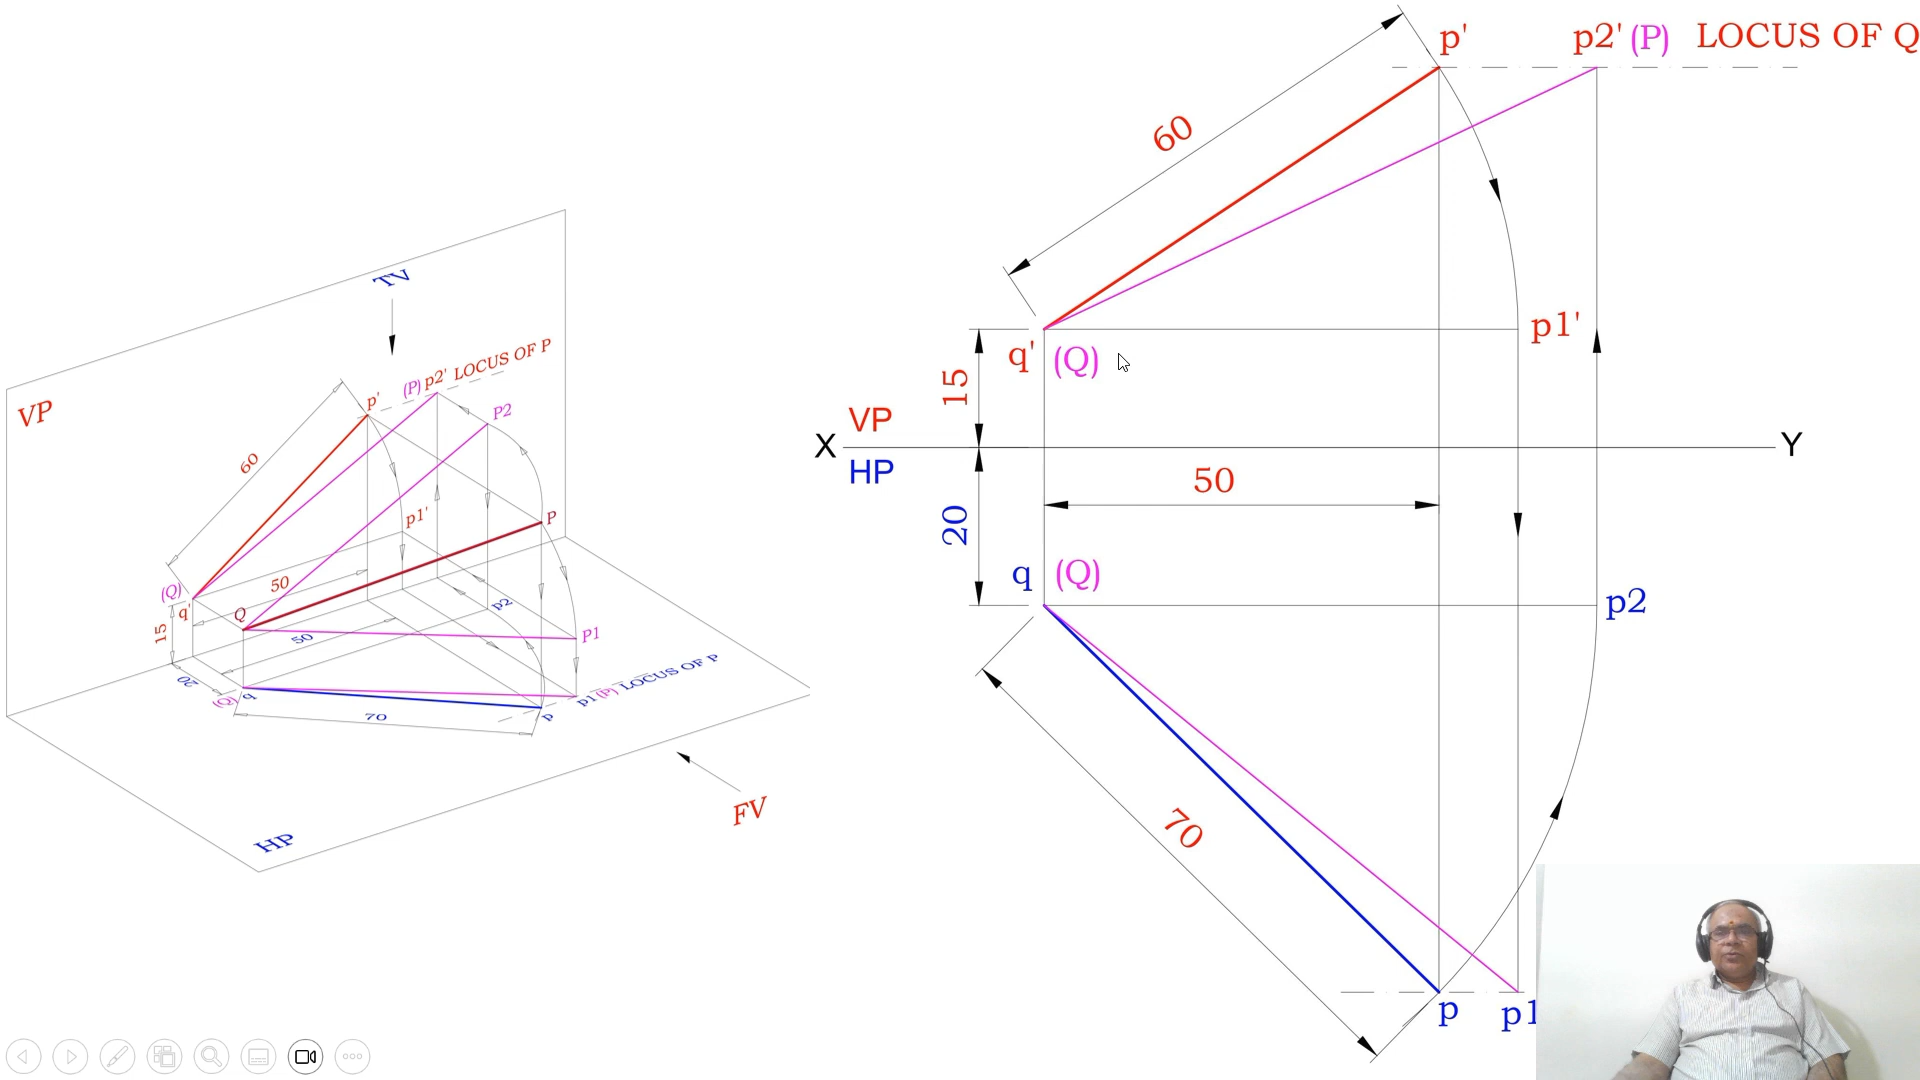 TV
LOCUS OF P
(P)
p2'
p'
P2
VP
60
p1'
P
(Q)
q'
50
Q
p2
15
50
P1
20
(Q)
q
LOCUS OF P
p1
(P)
70
p
FV
HP
p'
p2'
(P)
LOCUS OF Q
60
p1'
q'
(Q)
15
VP
X
Y
HP
50
20
q
(Q)
p2
70
p
p1